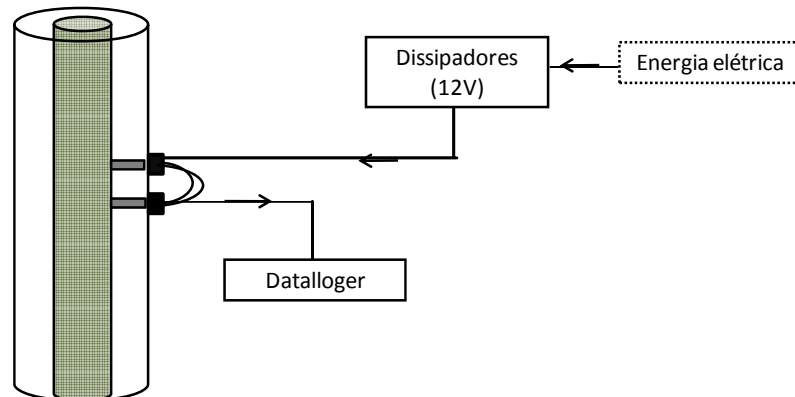 Dissipadores
(12V)
Energia elétrica
Datalloger